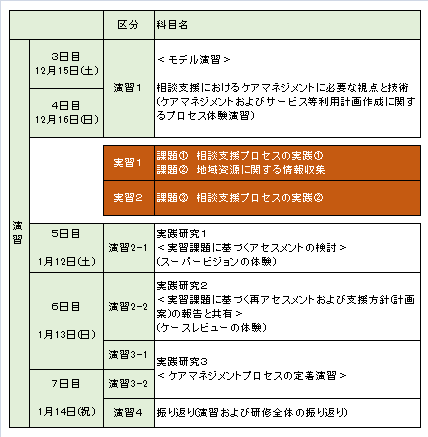 区分 科目名
演習
3日目
12月15日(土)
4日目
12月16日(日)
演習1
＜モデル演習＞
相談支援におけるケアマネジメントに必要な視点と技術
(ケアマネジメントおよびサービス等利用計画作成に関す
るプロセス体験演習)
実習1
課題① 相談支援プロセスの実践①
課題② 地域資源に関する情報収集
実習2
課題③ 相談支援プロセスの実践②
5日目
1月12日(土)
演習2-1
実践研究1
＜実習課題に基づくアセスメントの検討＞
(スーパービジョンの体験)
6日目
1月13日(日)
演習2-2
実践研究2
＜実習課題に基づく再アセスメントおよび支援方針(計画
案)の報告と共有＞
(ケースレビューの体験)
演習3-1
実践研究3
＜ケアマネジメントプロセスの定着演習＞
7日目
1月14日(祝)
演習3-2
演習4
振り返り(演習および研修全体の振り返り)